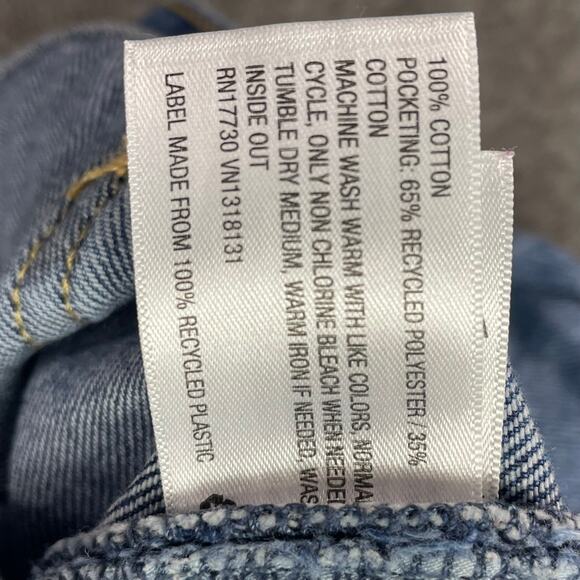 100% COTTON
POCKETING: 65% RECYCLED POLYESTER / 35%
COTTON
MACHINE WASH WARM WITH LIKE COLORS, NORMA
CYCLE, ONLY NON CHLORINE BLEACH WHEN NEEDED
TUMBLE DRY MEDIUM, WARM IRON IF NEEDED, WAS
INSIDE OUT
RN17730 VN1318131
LABEL MADE FROM 100% RECYCLED PLASTIC